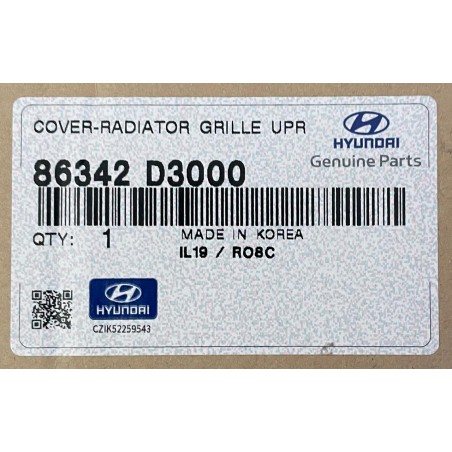 COVER-RADIATOR GRILLE UPR
HYUNDAI
Genuine Parts
86342 D3000
QTY: 1
MADE IN KOREA
IL19 / RO8C
HYUNDAI
CZIK52259543